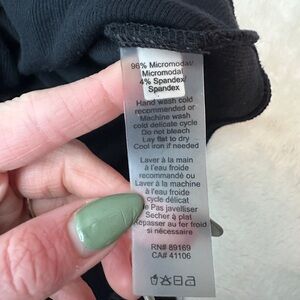 96% Micromodal/
Micromodal
4% Spandex/
Spandex
Hand wash cold
recommended or
Machine wash
cold delicate cycle
Do not bleach
Lay flat to dry
Cool iron if needed
Laver à la main
à l'eau froide
recommandé ou
Laver à la machine
à l'eau froide
cycle délicat
Ne Pas javelliser
Secher à plat
Repasser au fer froid
si nécessaire
RN# 89169
CA# 41106